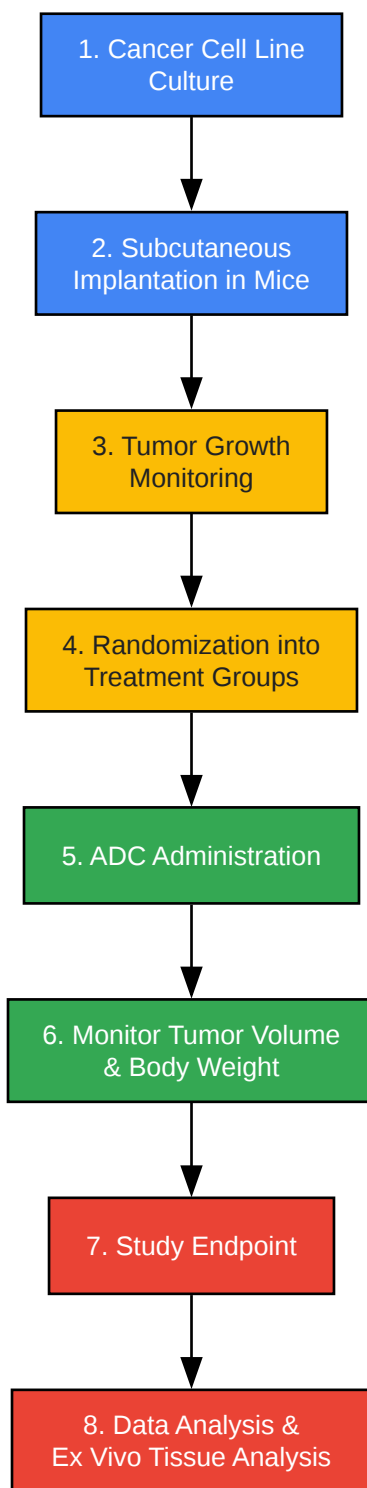 1. Cancer Cell Line
Culture
2. Subcutaneous
Implantation in Mice
3. Tumor Growth
Monitoring
4. Randomization into
Treatment Groups
5. ADC Administration
6. Monitor Tumor Volume
& Body Weight
7. Study Endpoint
8. Data Analysis &
Ex Vivo Tissue Analysis